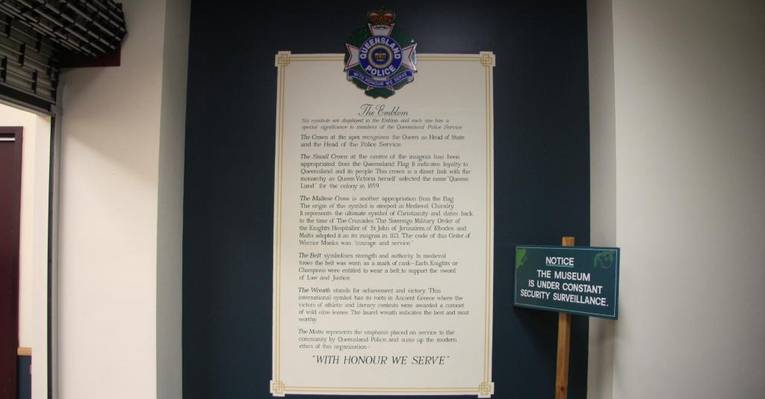 QUEENSLAND
POLICE
WITH HONOUR WE SERVE
The Emblem
Six symbols are displayed in the Emblem and each one has a
special significance to members of the Queensland Police Service.
The Crown at the apex recognises the Queen as Head of State
and the Head of the Police Service.
The Small Crown at the centre of the insignia has been
appropriated from the Queensland Flag. It indicates loyalty to
Queensland and its people. This crown is a direct link with the
monarchy as Queen Victoria herself selected the name "Queens
Land" for the colony in 1859.
The Maltese Cross is another appropriation from the flag.
The origin of this symbol is steeped in Medieval Chivalry.
It represents the ultimate symbol of Christianity and dates back
to the time of The Crusades. The Sovereign Military Order of
the Knights Hospitaller of St John of Jerusalem, of Rhodes, and
Malta adopted it as its insignia in 1113. The code of this Order of
Warrior Monks was "courage and service".
The Belt symbolises strength and authority. In medieval
times the belt was worn as a mark of rank - Early Knights or
Champions were entitled to wear a belt to support the sword
of Law and Justice.
The Wreath stands for achievement and victory. This
international symbol has its roots in Ancient Greece where the
victors of athletic and literary contests were awarded a coronet
of wild olive leaves. The laurel wreath indicates the best and most
worthy.
The Motto represents the emphasis placed on service to the
community by Queensland Police and sums up the modern
ethos of this organisation -
"WITH HONOUR WE SERVE"
NOTICE
THE MUSEUM
IS UNDER CONSTANT
SECURITY SURVEILLANCE.